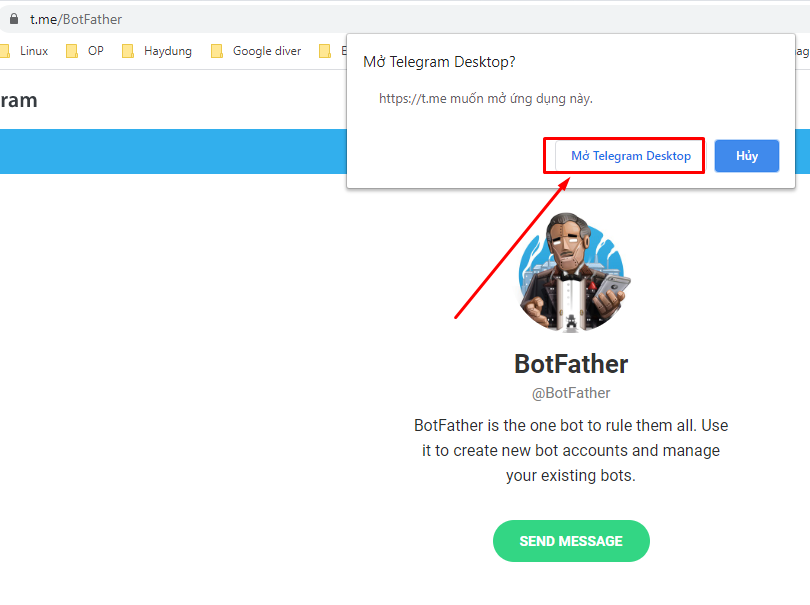 t.me/BotFather
Linux
OP
Haydung
Google diver
Mở Telegram Desktop?
https://t.me muốn mở ứng dụng này.
Mở Telegram Desktop
Hủy
ram
BotFather
@BotFather
BotFather is the one bot to rule them all. Use
it to create new bot accounts and manage
your existing bots.
SEND MESSAGE